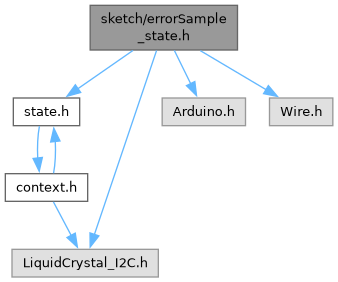 sketch/errorSample
_state.h
state.h
Arduino.h
Wire.h
context.h
LiquidCrystal_I2C.h